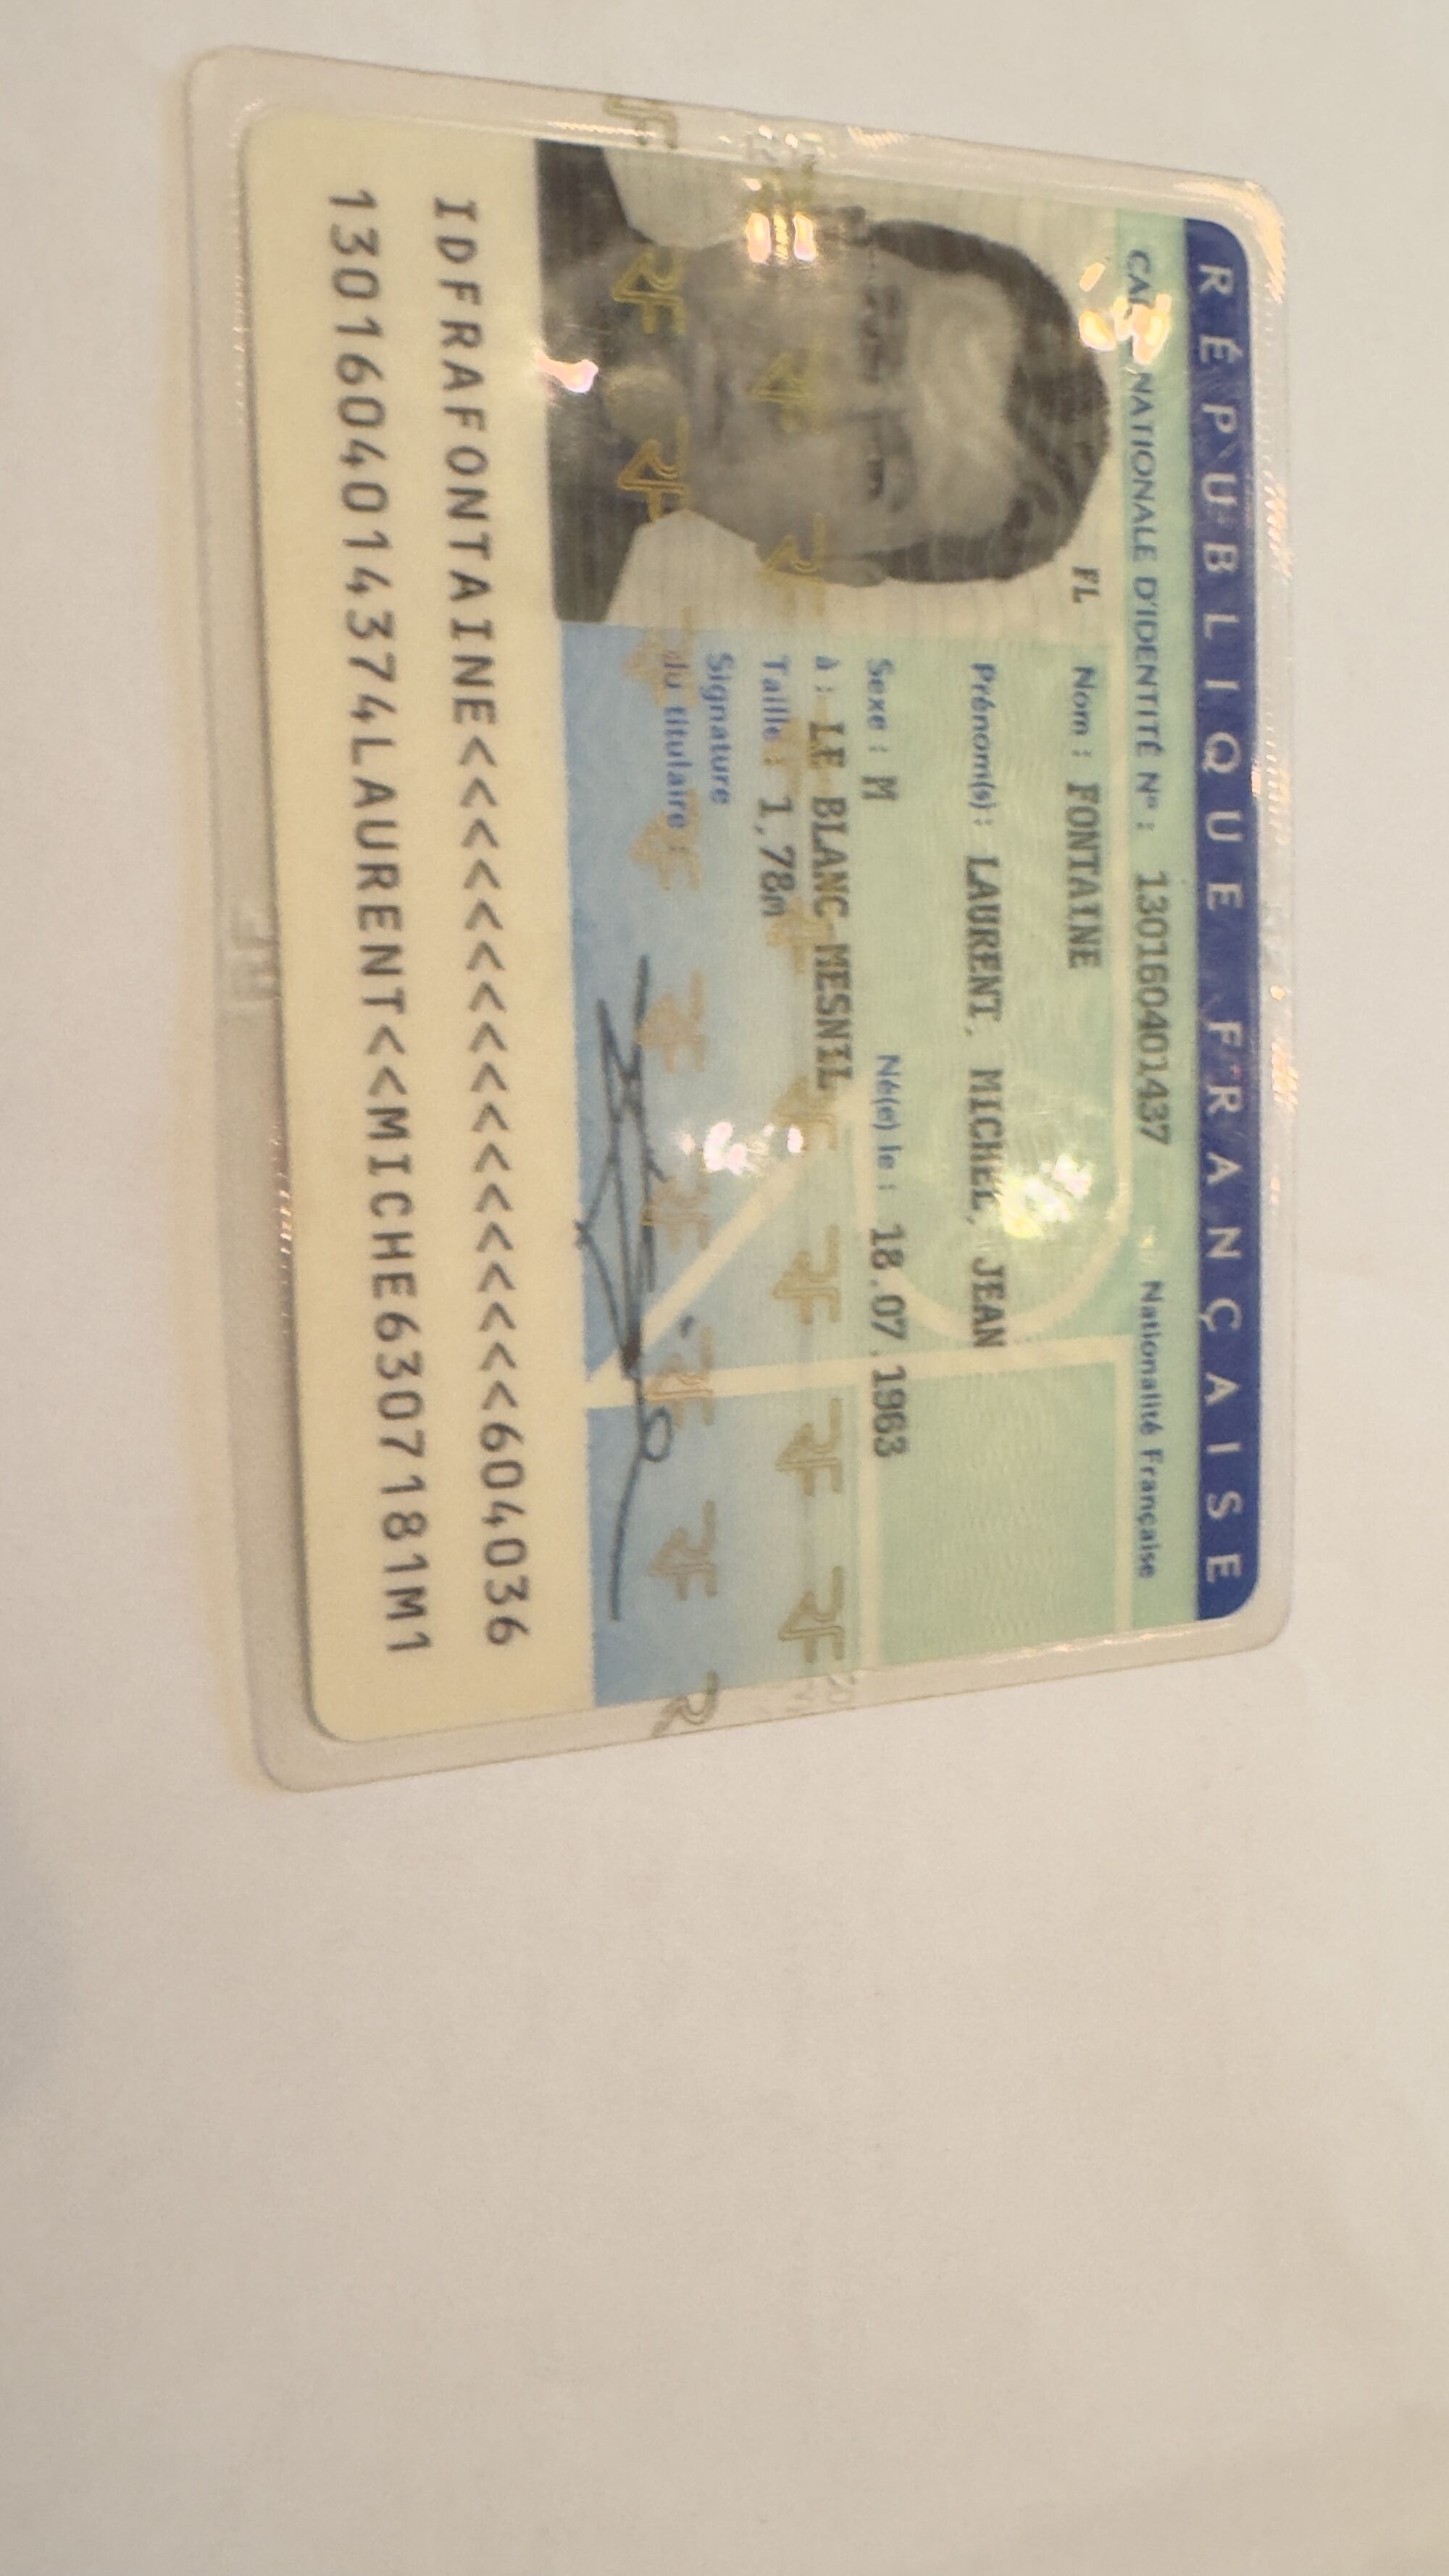 RÉPUBLIQUE FRANÇAISE
NATIONALE D'IDENTITÉ N° : 130160401437 Nationalité Française
FL Nom : FONTAINE
Prénom(s) : LAURENT, MICHEL, JEAN
Sexe : M Né(e) le : 18.07.1963
à : LE BLANC MESNIL
Taille : 1,78m
Signature
du titulaire :
IDFRAFONTAINE<<<<<<<<<<<<<<<<<604036
1301604014374LAURENT<<MICHE6307181M1